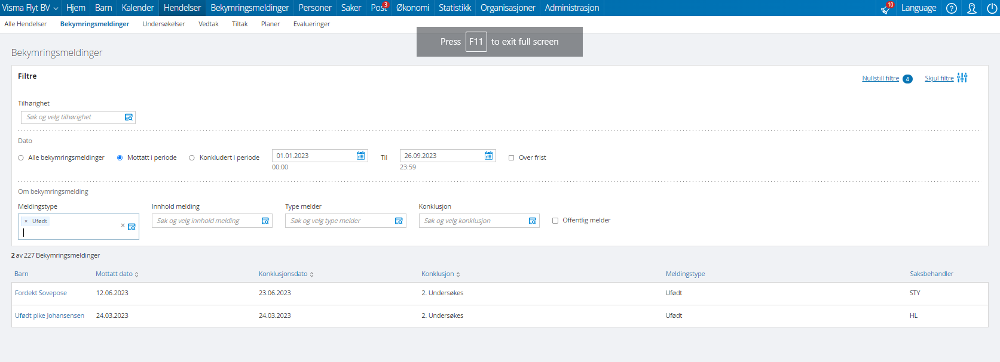 Visma Flyt BV Hjem Barn Kalender Hendelser Bekymringsmeldinger Personer Saker Post 3 Økonomi Statistikk Organisasjoner Administrasjon 10 Language ?
Alle Hendelser Bekymringsmeldinger Undersøkelser Vedtak Tiltak Planer Evalueringer
Press F11 to exit full screen
Bekymringsmeldinger
Filtre
Nullstill filtre 4 Skjul filtre
Tilhørighet
Søk og velg tilhørighet
Dato
Alle bekymringsmeldinger Mottatt i periode Konkludert i periode 01.01.2023 Til 26.09.2023 Over frist
00:00 23:59
Om bekymringsmelding
Meldingstype Innhold melding Type melder Konklusjon
× Ufødt × Søk og velg innhold melding Søk og velg type melder Søk og velg konklusjon Offentlig melder
2 av 227 Bekymringsmeldinger
Barn Mottatt dato Konklusjonsdato Konklusjon Meldingstype Saksbehandler
Fordekt Sovepose 12.06.2023 23.06.2023 2. Undersøkes Ufødt STY
Ufødt pike Johansensen 24.03.2023 24.03.2023 2. Undersøkes Ufødt HL